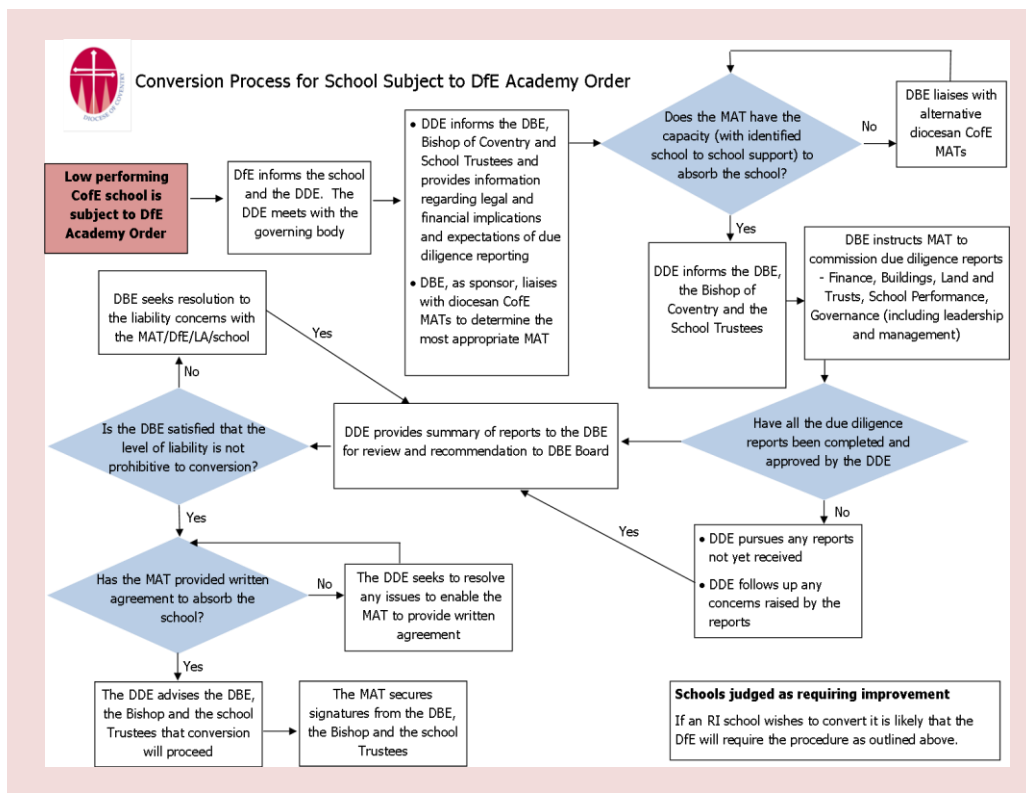 DIOCESE OF COVENTRY
Conversion Process for School Subject to DfE Academy Order
Low performing
CofE school is
subject to DfE
Academy Order
DfE informs the school
and the DDE.  The
DDE meets with the
governing body
• DDE informs the DBE,
Bishop of Coventry and
School Trustees and
provides information
regarding legal and
financial implications
and expectations of due
diligence reporting
• DBE, as sponsor, liaises
with diocesan CofE
MATs to determine the
most appropriate MAT
Does the MAT have the
capacity (with identified
school to school support) to
absorb the school?
No
DBE liaises with
alternative
diocesan CofE
MATs
Yes
DDE informs the DBE,
the Bishop of
Coventry and the
School Trustees
DBE instructs MAT to
commission due diligence reports
- Finance, Buildings, Land and
Trusts, School Performance,
Governance (including leadership
and management)
Have all the due diligence
reports been completed and
approved by the DDE
No
• DDE pursues any reports
not yet received
• DDE follows up any
concerns raised by the
reports
Yes
DDE provides summary of reports to the DBE
for review and recommendation to DBE Board
Is the DBE satisfied that the
level of liability is not
prohibitive to conversion?
No
DBE seeks resolution to
the liability concerns with
the MAT/DfE/LA/school
Yes
Yes
Has the MAT provided written
agreement to absorb the
school?
No
The DDE seeks to resolve
any issues to enable the
MAT to provide written
agreement
Yes
The DDE advises the DBE,
the Bishop and the school
Trustees that conversion
will proceed
The MAT secures
signatures from the DBE,
the Bishop and the school
Trustees
Schools judged as requiring improvement
If an RI school wishes to convert it is likely that the
DfE will require the procedure as outlined above.